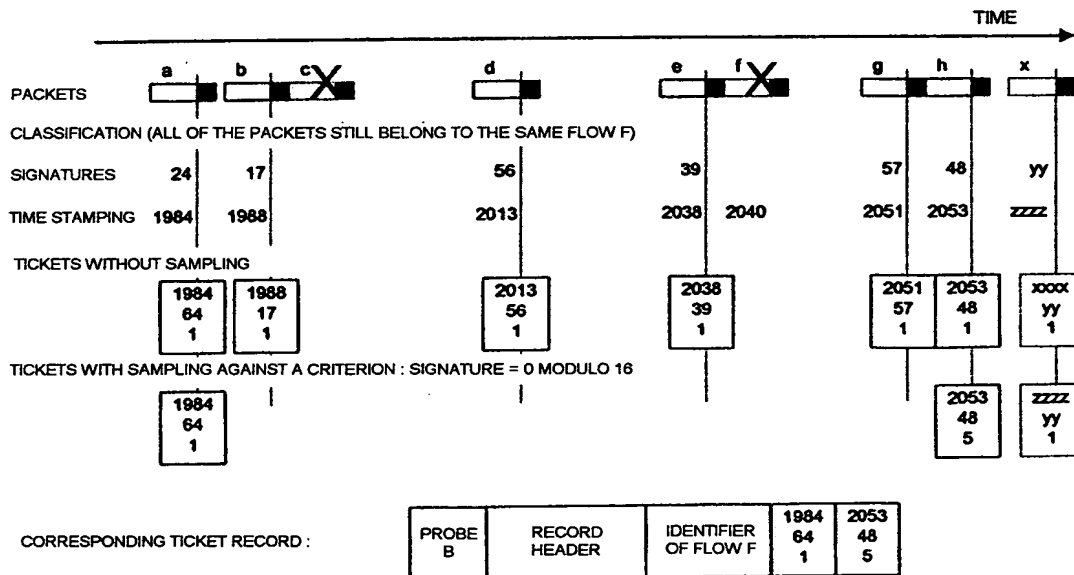 TIME
a b c d e f g h x
PACKETS
CLASSIFICATION (ALL OF THE PACKETS STILL BELONG TO THE SAME FLOW F)
SIGNATURES 24 17 56 39 57 48 yy
TIME STAMPING 1984 1988 2013 2038 2040 2051 2053 zzzz
TICKETS WITHOUT SAMPLING
1984 1988 2013 2038 2051 2053 xxxx
64 17 56 39 57 48 yy
1 1 1 1 1 1 1
TICKETS WITH SAMPLING AGAINST A CRITERION : SIGNATURE = 0 MODULO 16
1984 2053 zzzz
64 48 yy
1 5 1
CORRESPONDING TICKET RECORD :
PROBE B
RECORD HEADER
IDENTIFIER OF FLOW F
1984 2053
64 48
1 5